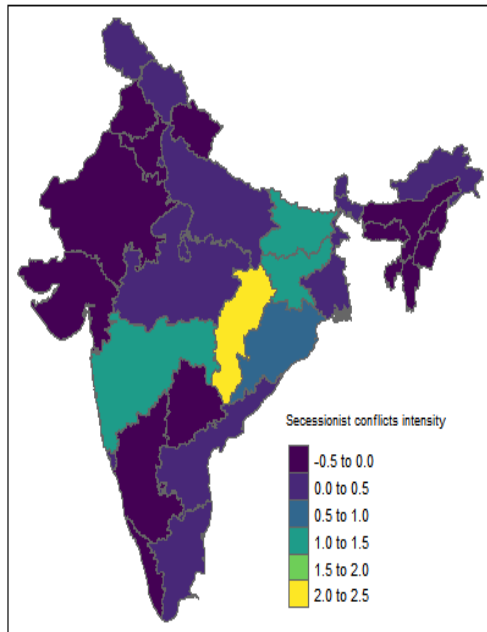 Secessionist conflicts intensity
-0.5 to 0.0
0.0 to 0.5
0.5 to 1.0
1.0 to 1.5
1.5 to 2.0
2.0 to 2.5